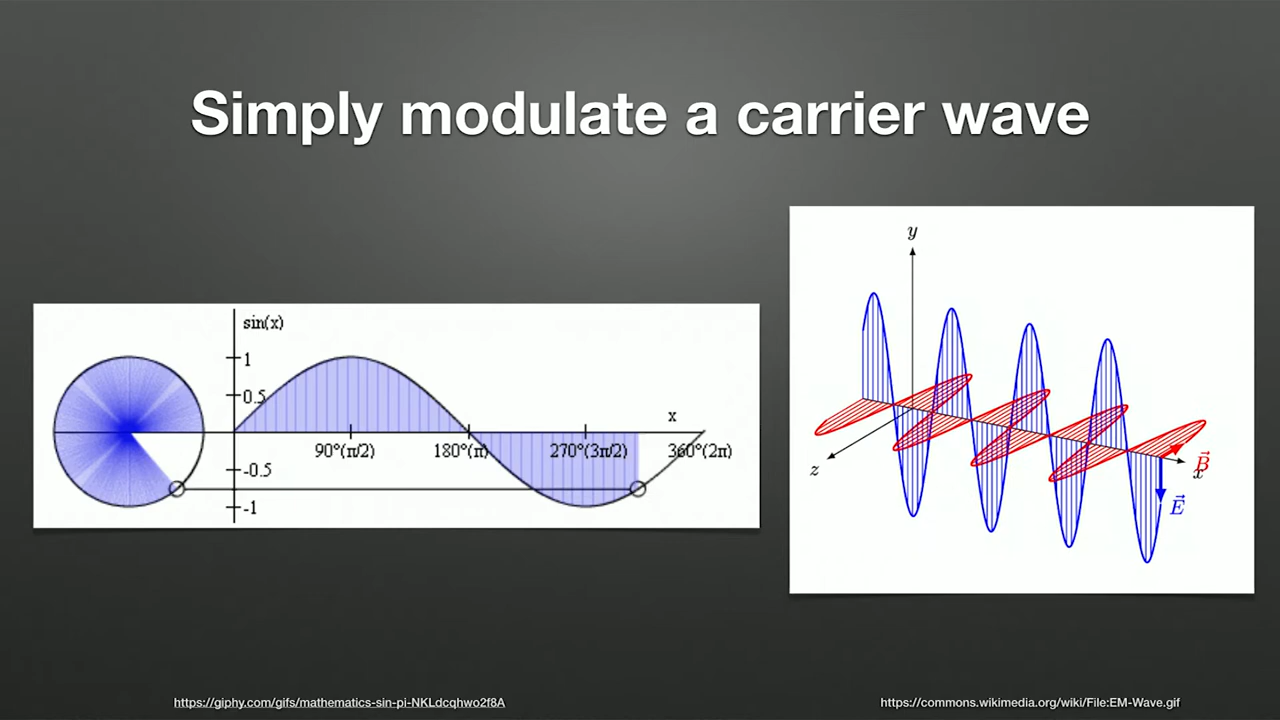 Simply modulate a carrier wave
sin(x)
1
0.5
x
90°(π/2)
180°(π)
270°(3π/2)
360°(2π)
-0.5
-1
y
z
x
B
E
https://giphy.com/gifs/mathematics-sin-pi-NKLdcqhwo2f8A
https://commons.wikimedia.org/wiki/File:EM-Wave.gif